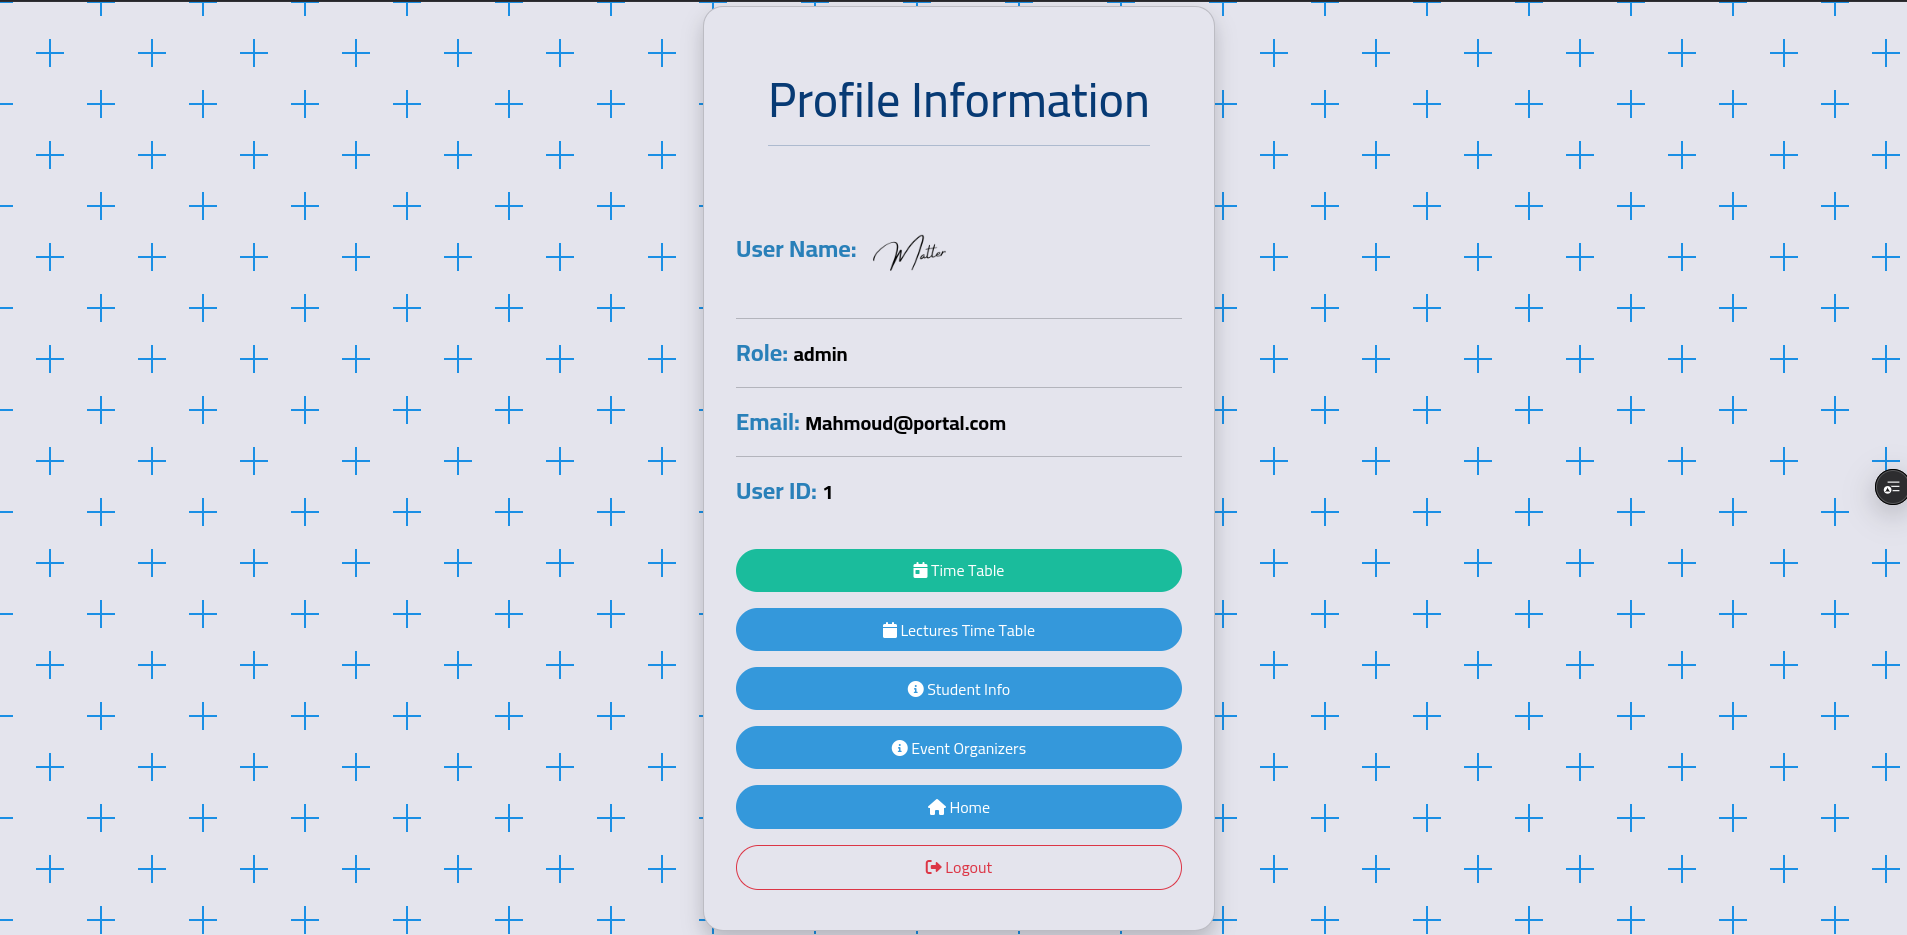 Profile Information
User Name: Matter
Role: admin
Email: Mahmoud@portal.com
User ID: 1
Time Table
Lectures Time Table
Student Info
Event Organizers
Home
Logout